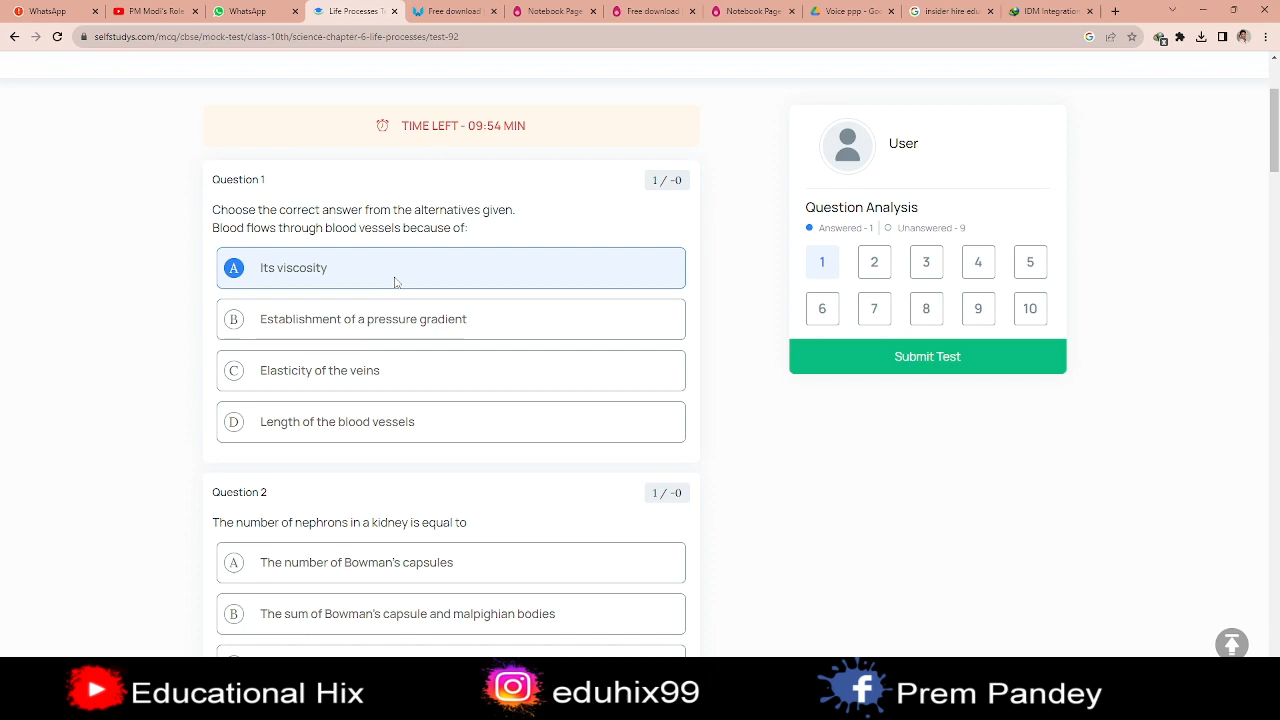 WhatsApp
PM Modi's Role
WhatsApp
Life Processes T
Free download
Notebook Page
Free download
Notebook Page
Voice ppp - Goo
insider hire edu
IDM Integration
selfstudys.com/mcq/cbse/mock-test/class-10th/science-chapter-6-life-processes/test-92
TIME LEFT - 09:54 MIN
Question 1
1 / -0
Choose the correct answer from the alternatives given.
Blood flows through blood vessels because of:
A Its viscosity
B Establishment of a pressure gradient
C Elasticity of the veins
D Length of the blood vessels
Question 2
1 / -0
The number of nephrons in a kidney is equal to
A The number of Bowman's capsules
B The sum of Bowman's capsule and malpighian bodies
User
Question Analysis
Answered - 1 | Unanswered - 9
1 2 3 4 5
6 7 8 9 10
Submit Test
Educational Hix
eduhix99
Prem Pandey